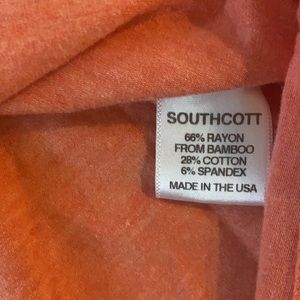 SOUTHCOTT
66% RAYON
FROM BAMBOO
28% COTTON
6% SPANDEX
MADE IN THE USA